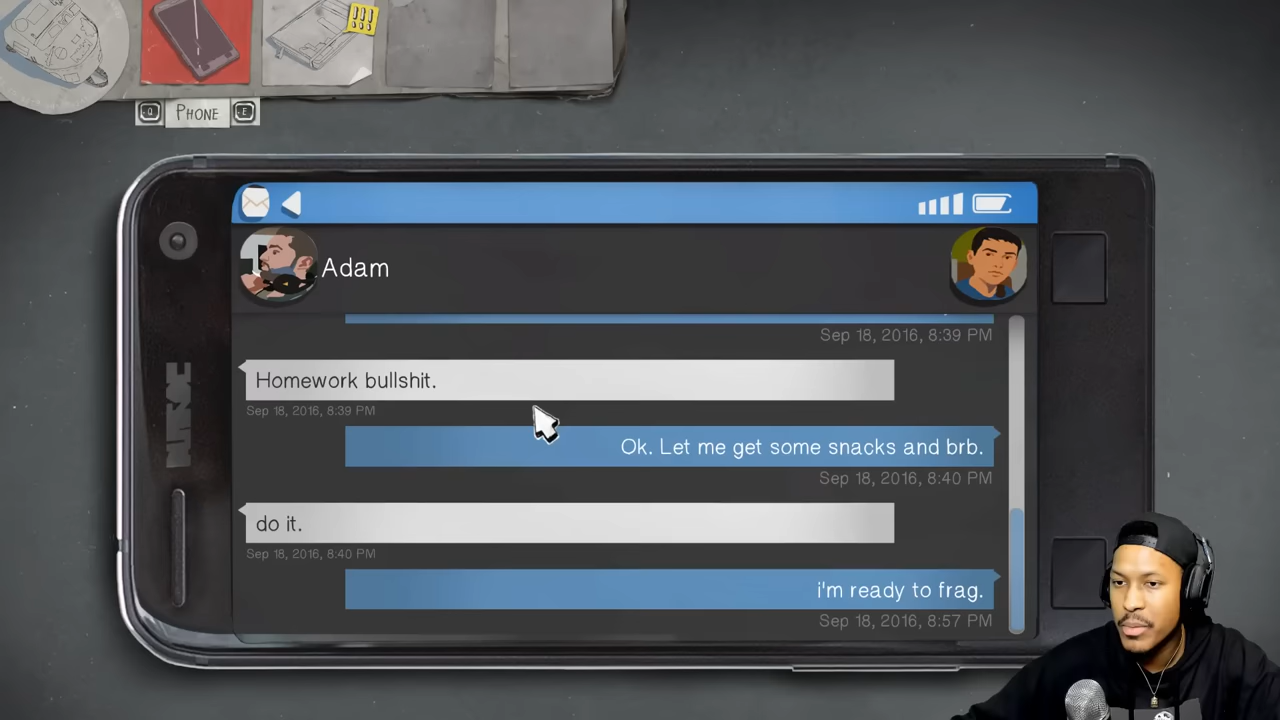 Q PHONE E
Adam
Sep 18, 2016, 8:39 PM
Homework bullshit.
Sep 18, 2016, 8:39 PM
Ok. Let me get some snacks and brb.
Sep 18, 2016, 8:40 PM
do it.
Sep 18, 2016, 8:40 PM
i'm ready to frag.
Sep 18, 2016, 8:57 PM